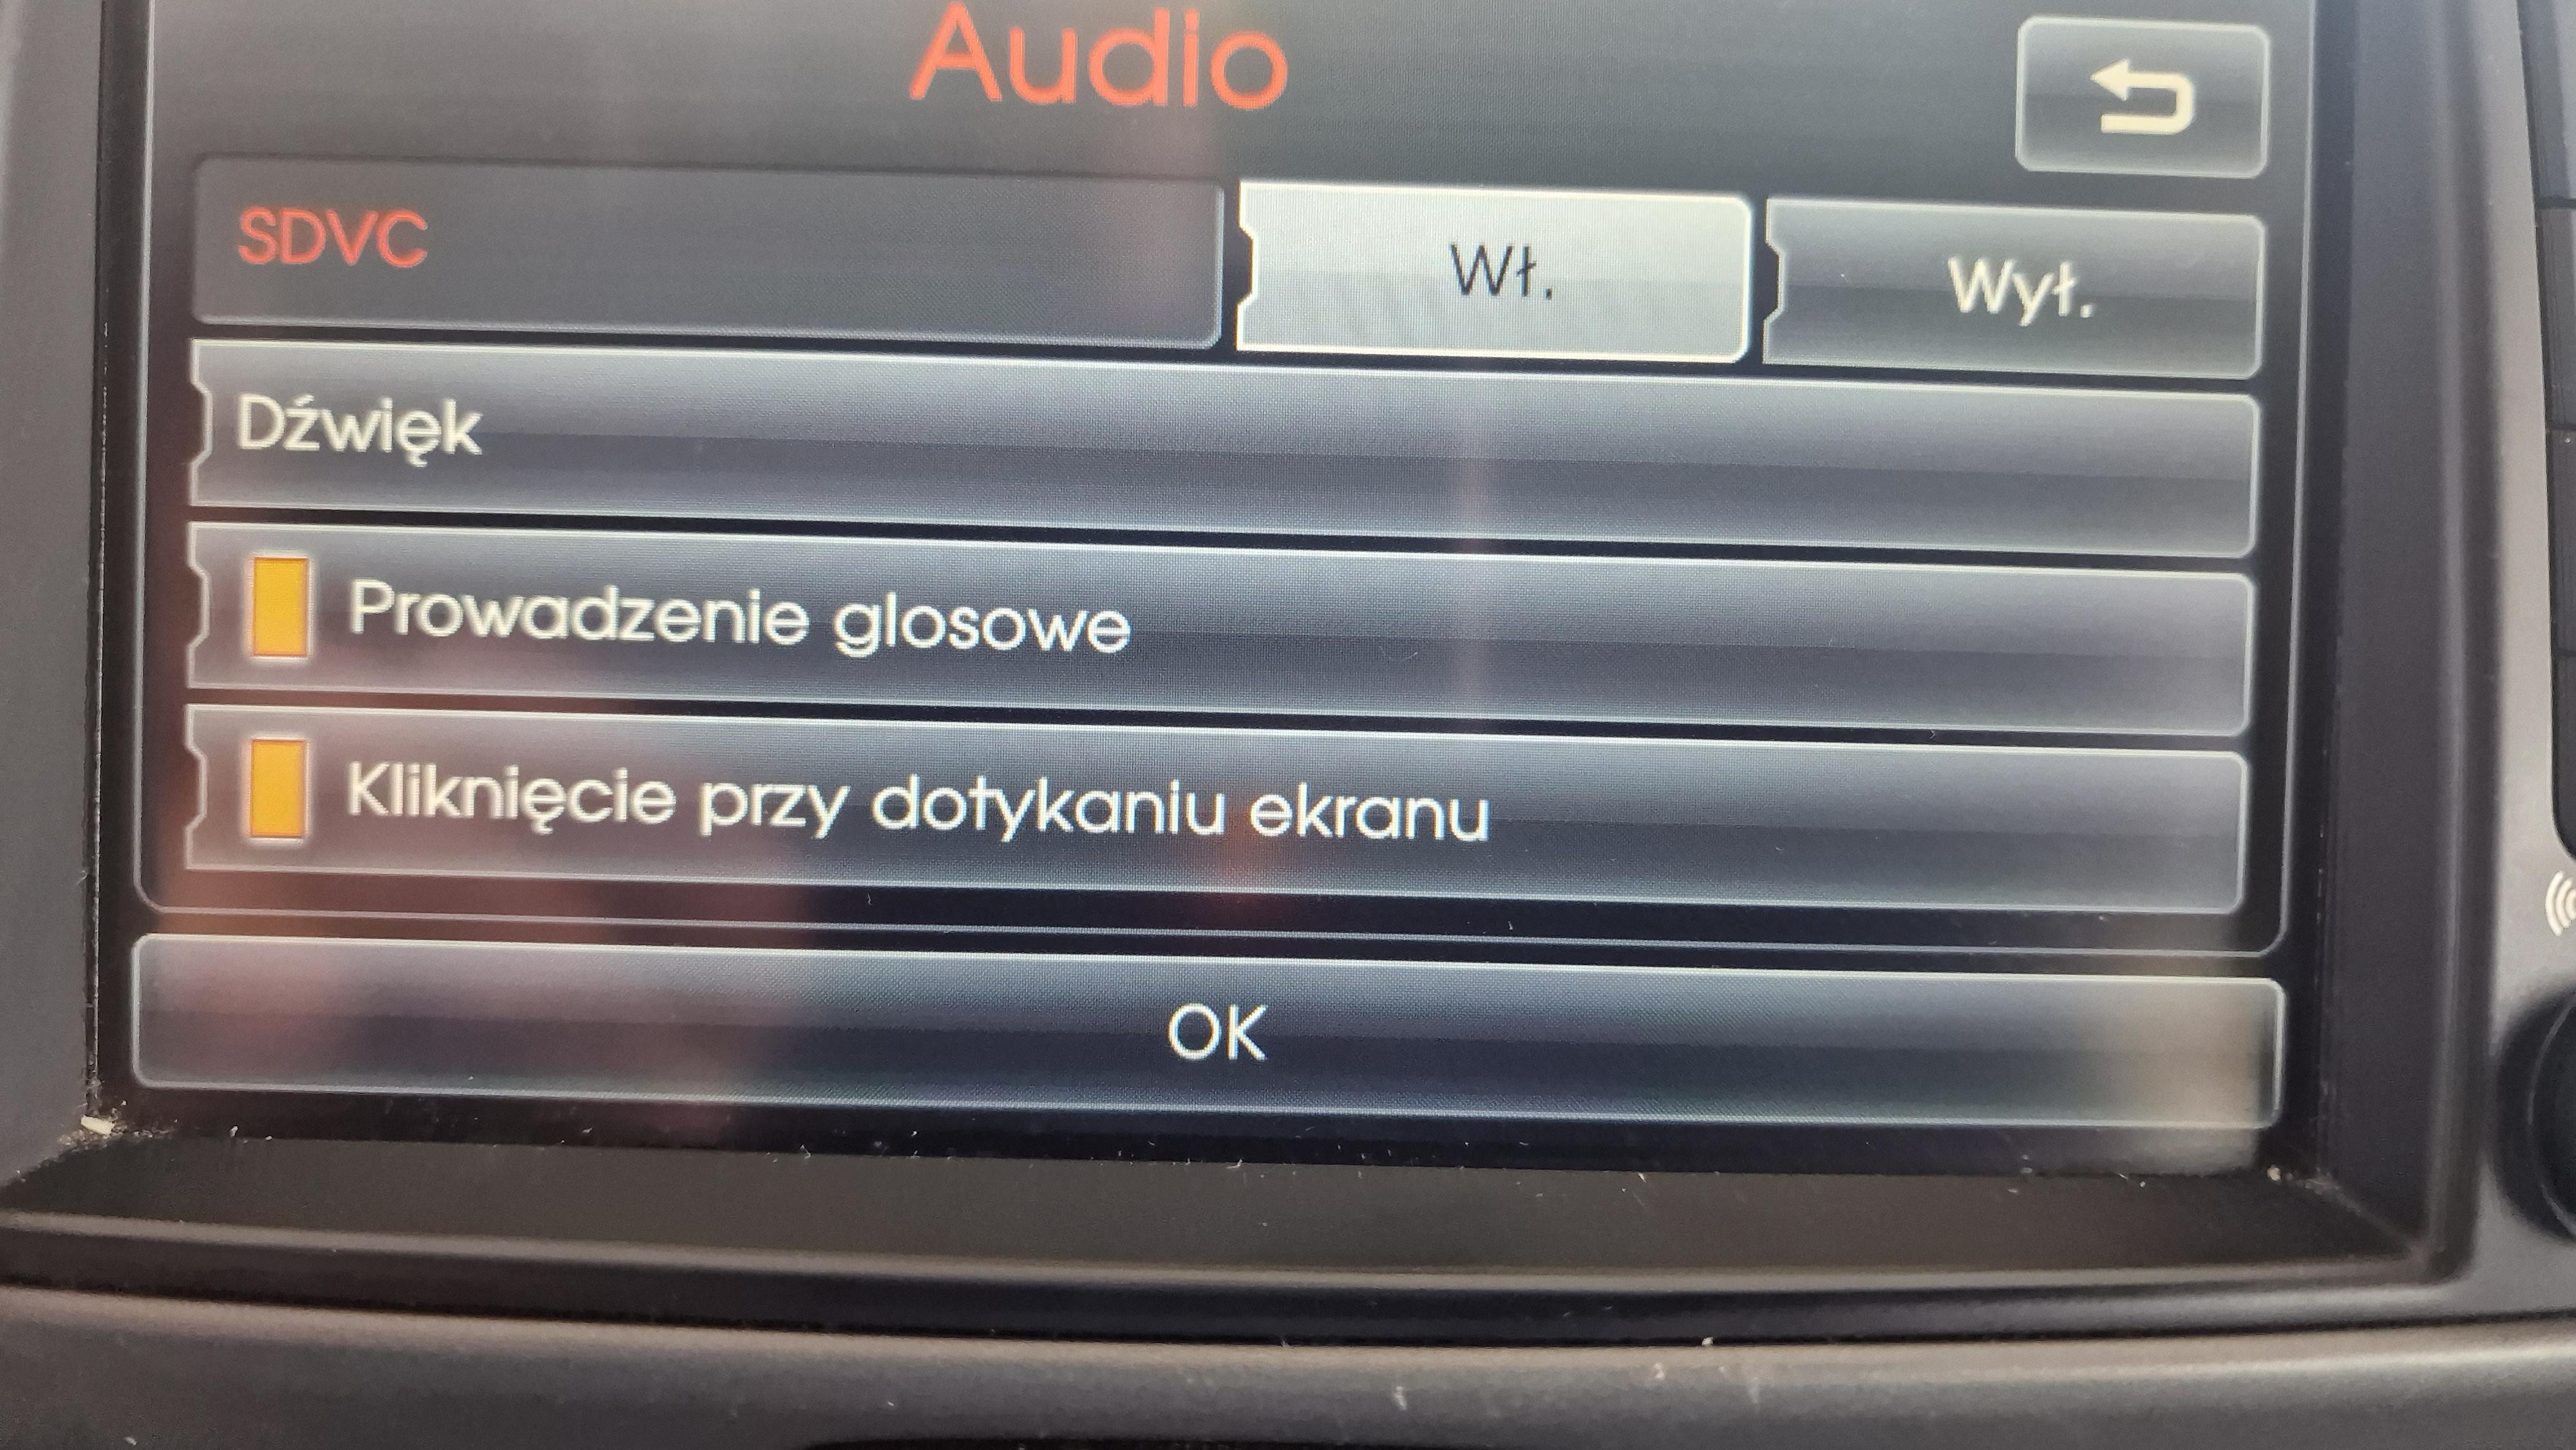 Audio
SDVC
Wł.
Wył.
Dźwięk
Prowadzenie glosowe
Kliknięcie przy dotykaniu ekranu
OK